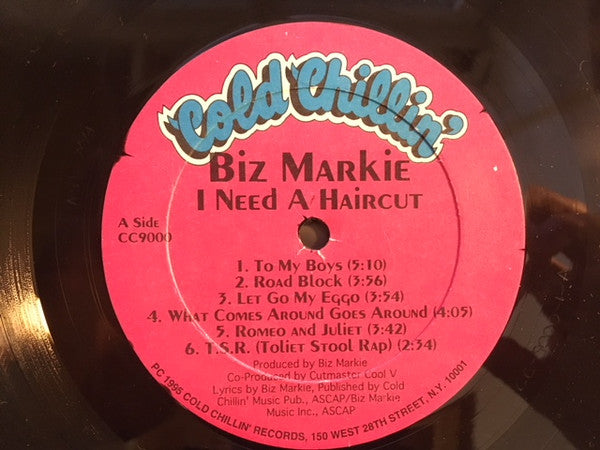 Cold Chillin'
Biz Markie
I Need A Haircut
A Side
CC9000
1. To My Boys (5:10)
2. Road Block (3:56)
3. Let Go My Eggo (3:54)
4. What Comes Around Goes Around (4:05)
5. Romeo and Juliet (3:42)
6. T.S.R. (Toliet Stool Rap) (2:34)
Produced by Biz Markie
Co-Produced by Cutmaster Cool V
Lyrics by Biz Markie, Published by Cold
Chillin' Music Pub., ASCAP/Biz Markie
Music Inc., ASCAP
PC 1995 COLD CHILLIN' RECORDS, 150 WEST 28TH STREET, N.Y. 10001